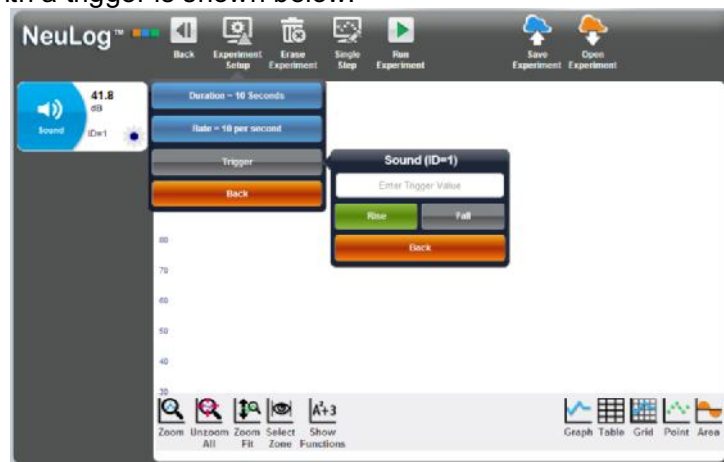 with a trigger is shown below.
NeuLog™
Back
Experiment Setup
Erase Experiment
Single Step
Run Experiment
Save Experiment
Open Experiment
41.8
dB
Sound
ID=1
Duration - 10 Seconds
Rate - 10 per second
Trigger
Back
Sound (ID=1)
Enter Trigger Value
Rise
Fall
Back
80
70
60
50
40
30
A²+3
Zoom
Unzoom All
Zoom Fit
Select Zone
Show Functions
Graph
Table
Grid
Point
Area